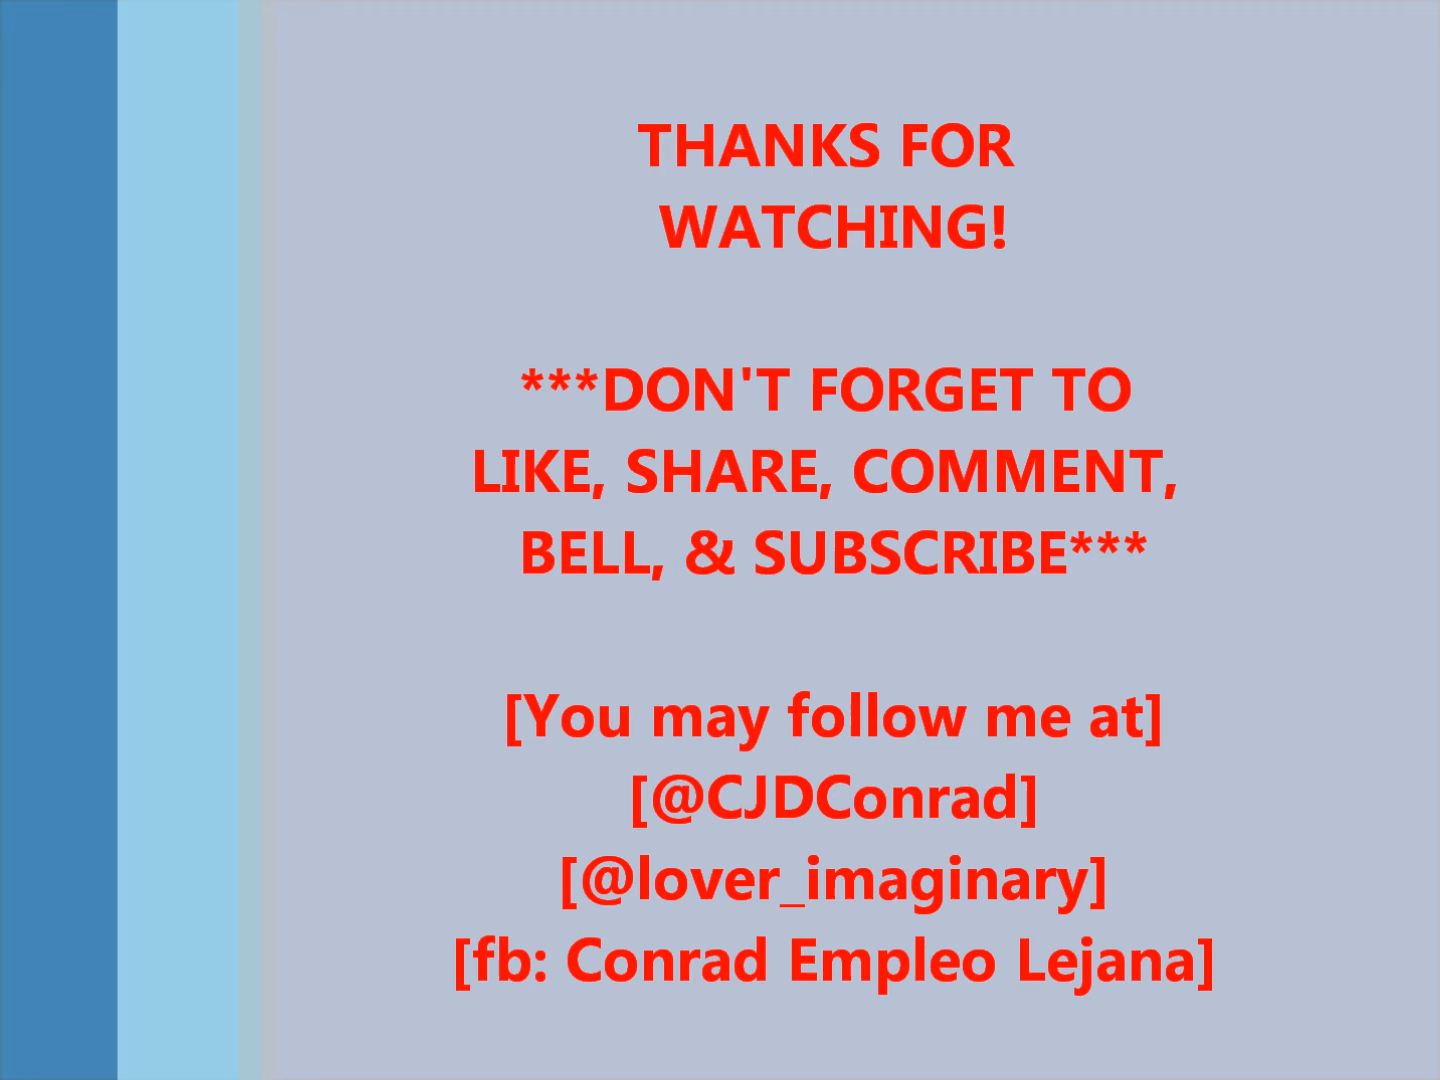 THANKS FOR
WATCHING!
***DON'T FORGET TO
LIKE, SHARE, COMMENT,
BELL, & SUBSCRIBE***
[You may follow me at]
[@CJDConrad]
[@lover_imaginary]
[fb: Conrad Empleo Lejana]